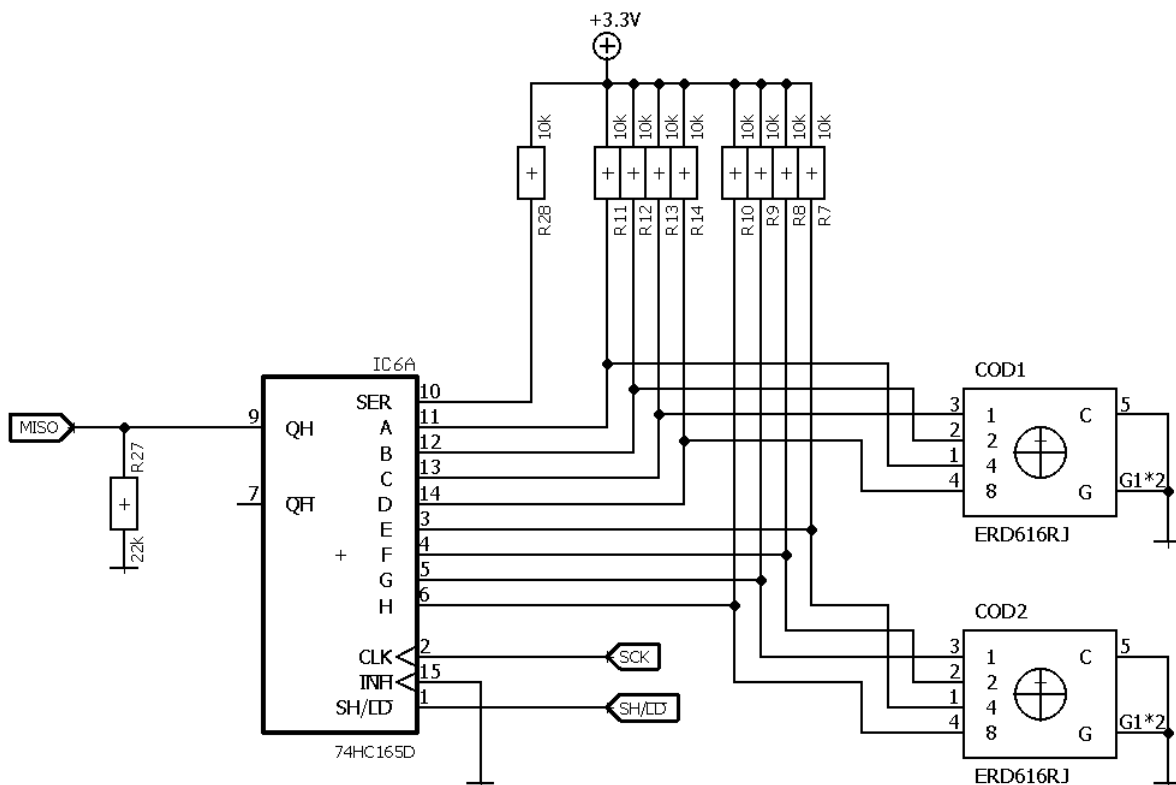 +3.3V
10k
10k
10k
10k
10k
10k
10k
10k
10k
R28
R11
R12
R13
R14
R10
R9
R8
R7
IC6A
MISO
9
QH
R27
22k
7
QH
SER
10
A
11
B
12
C
13
D
14
E
3
F
4
G
5
H
6
CLK
2
INH
15
SH/LD
1
74HC165D
SCK
SH/LD
COD1
3
1
C
5
2
2
1
4
4
8
G
G1*2
ERD616RJ
COD2
3
1
C
5
2
2
1
4
4
8
G
G1*2
ERD616RJ